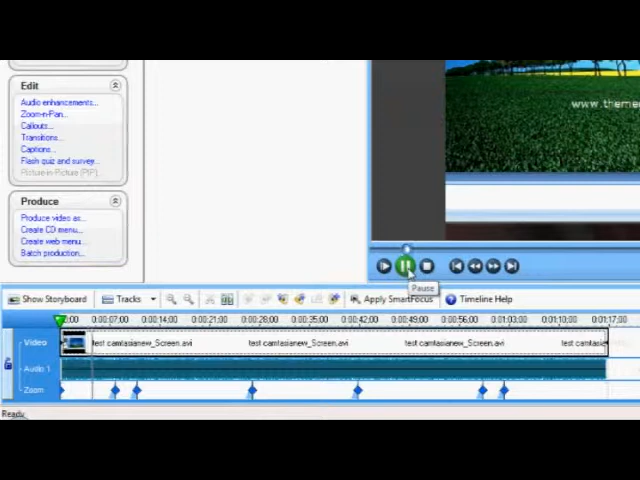 Edit
Audio enhancements...
Zoom-n-Pan...
Callouts...
Transitions...
Captions...
Flash quiz and survey...
Picture-in-Picture (PIP)...
Produce
Produce video as...
Create CD menu...
Create web menu...
Batch production...
www.themed
Pause
Show Storyboard
Tracks
Apply SmartFocus
Timeline Help
0:00:07;00 0:00:14;00 0:00:21;00 0:00:28;00 0:00:35;00 0:00:42;00 0:00:49;00 0:00:56;00 0:01:03;00 0:01:10;00 0:01:17;00
Video
test camtasianew_Screen.avi test camtasianew_Screen.avi test camtasianew_Screen.avi test camtasia
Audio 1
Zoom
Ready